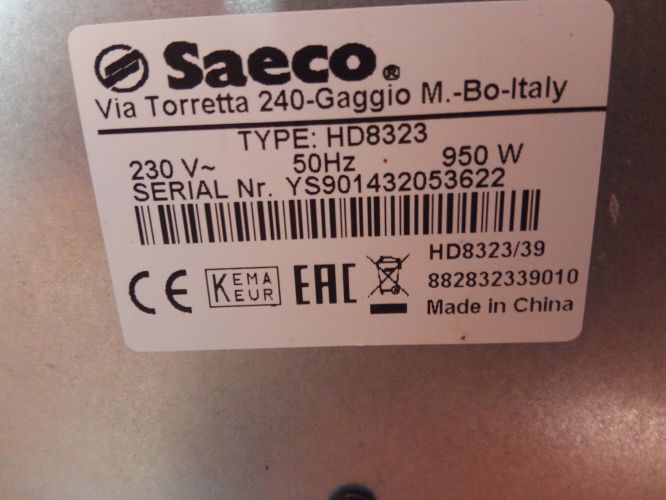 Saeco®
Via Torretta 240-Gaggio M.-Bo-Italy
TYPE: HD8323
230 V~ 50Hz 950 W
SERIAL Nr. YS901432053622
HD8323/39
CE KEMA KEUR EAC 882832339010
Made in China